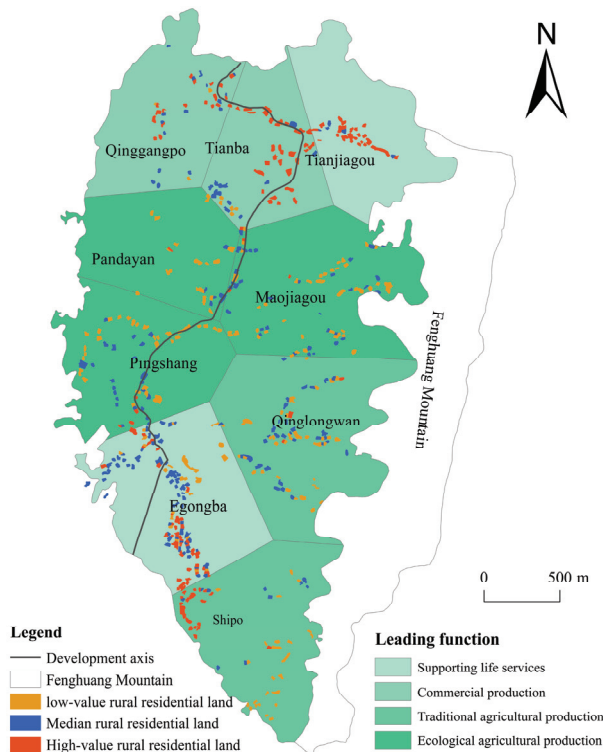 N
Qinggangpo
Tianba
Tianjiagou
Pandayan
Maojiagou
Fenghuang Mountain
Pingshang
Qinglongwan
Egongba
Shipo
0 500 m
Legend
Development axis
Fenghuang Mountain
low-value rural residential land
Median rural residential land
High-value rural residential land
Leading function
Supporting life services
Commercial production
Traditional agricultural production
Ecological agricultural production